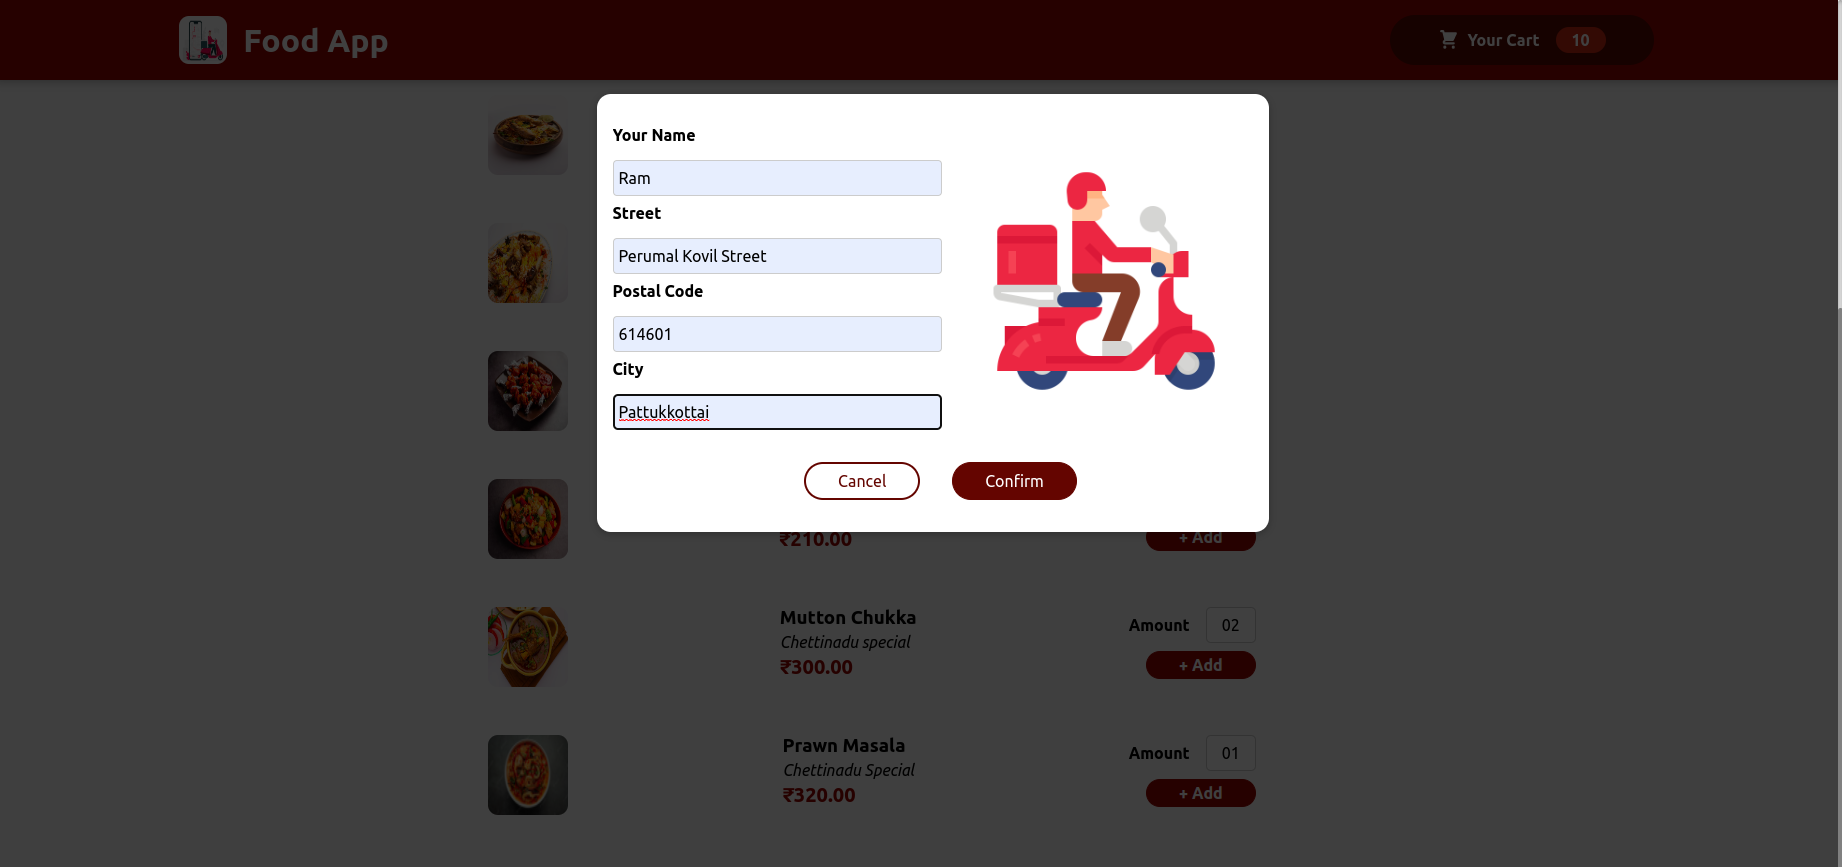 Food App
Your Cart 10
Your Name
Ram
Street
Perumal Kovil Street
Postal Code
614601
City
Pattukkottai
Cancel Confirm
₹210.00
+ Add
Mutton Chukka
Chettinadu special
₹300.00
Amount 02
+ Add
Prawn Masala
Chettinadu Special
₹320.00
Amount 01
+ Add